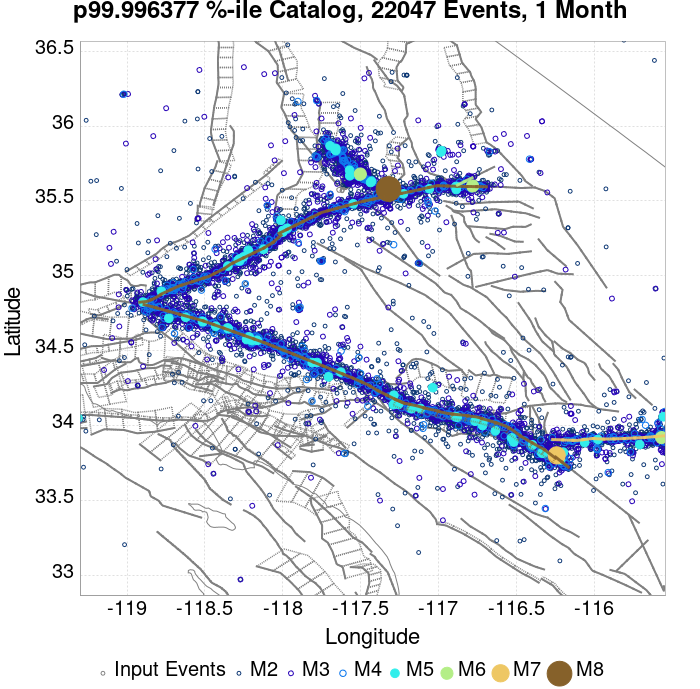 p99.996377 %-ile Catalog, 22047 Events, 1 Month
36.5
36
35.5
35
34.5
34
33.5
33
Latitude
-119 -118.5 -118 -117.5 -117 -116.5 -116
Longitude
Input Events M2 M3 M4 M5 M6 M7 M8